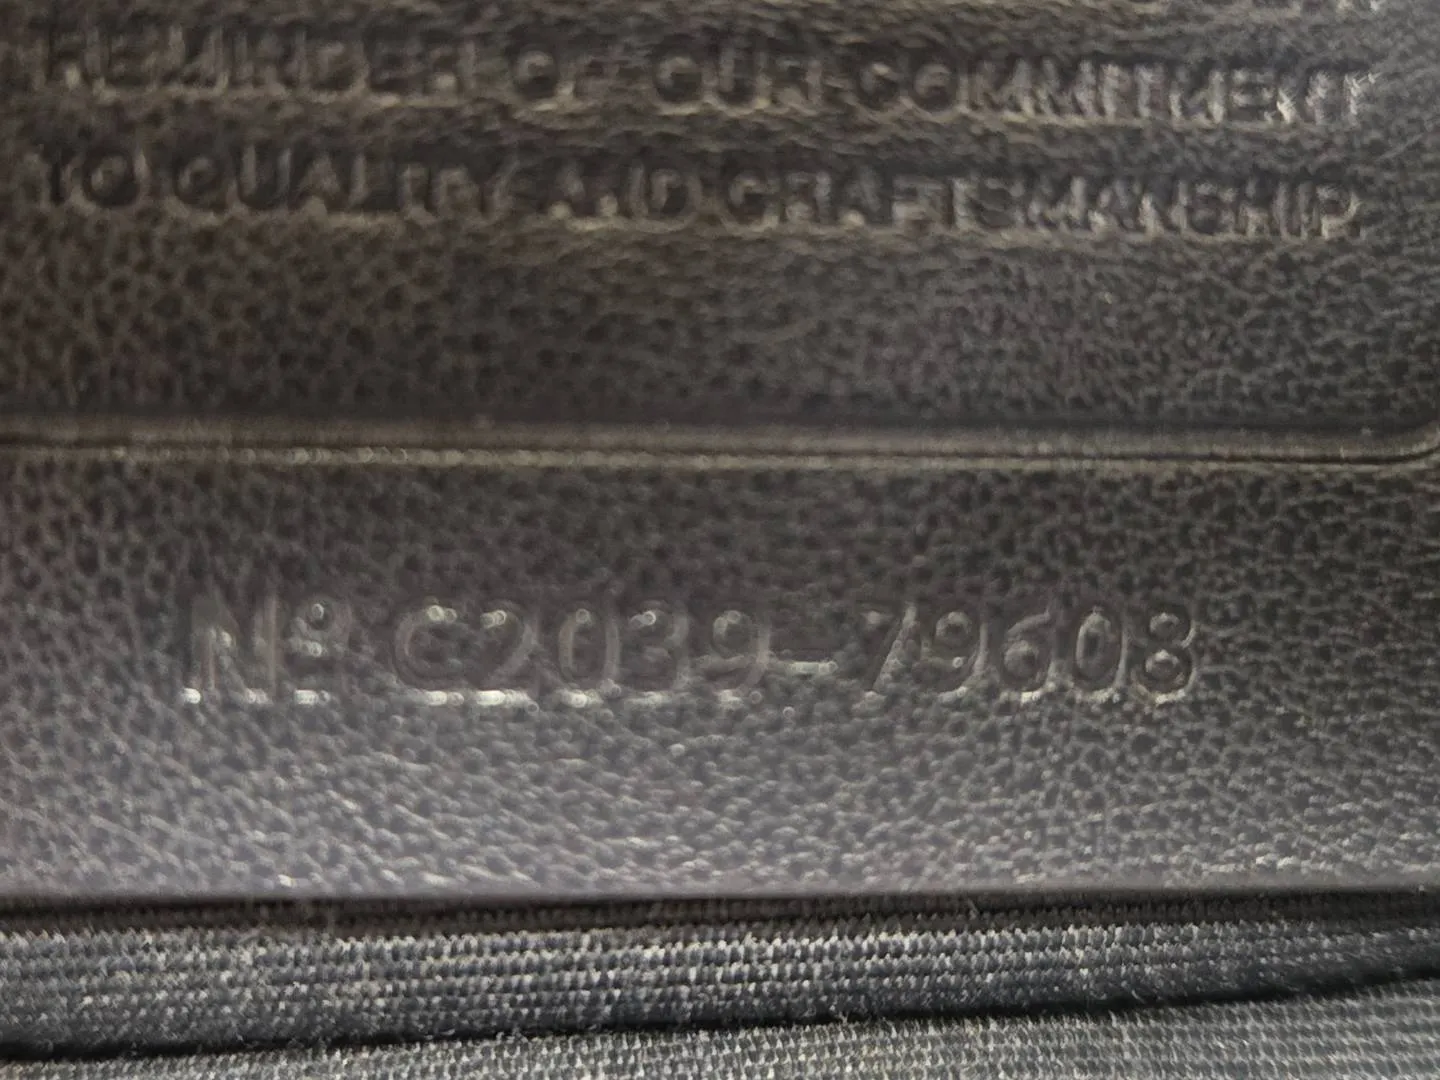 REMINDER OF OUR COMMITMENT
TO QUALITY AND CRAFTSMANSHIP.
Nº C2039-79608